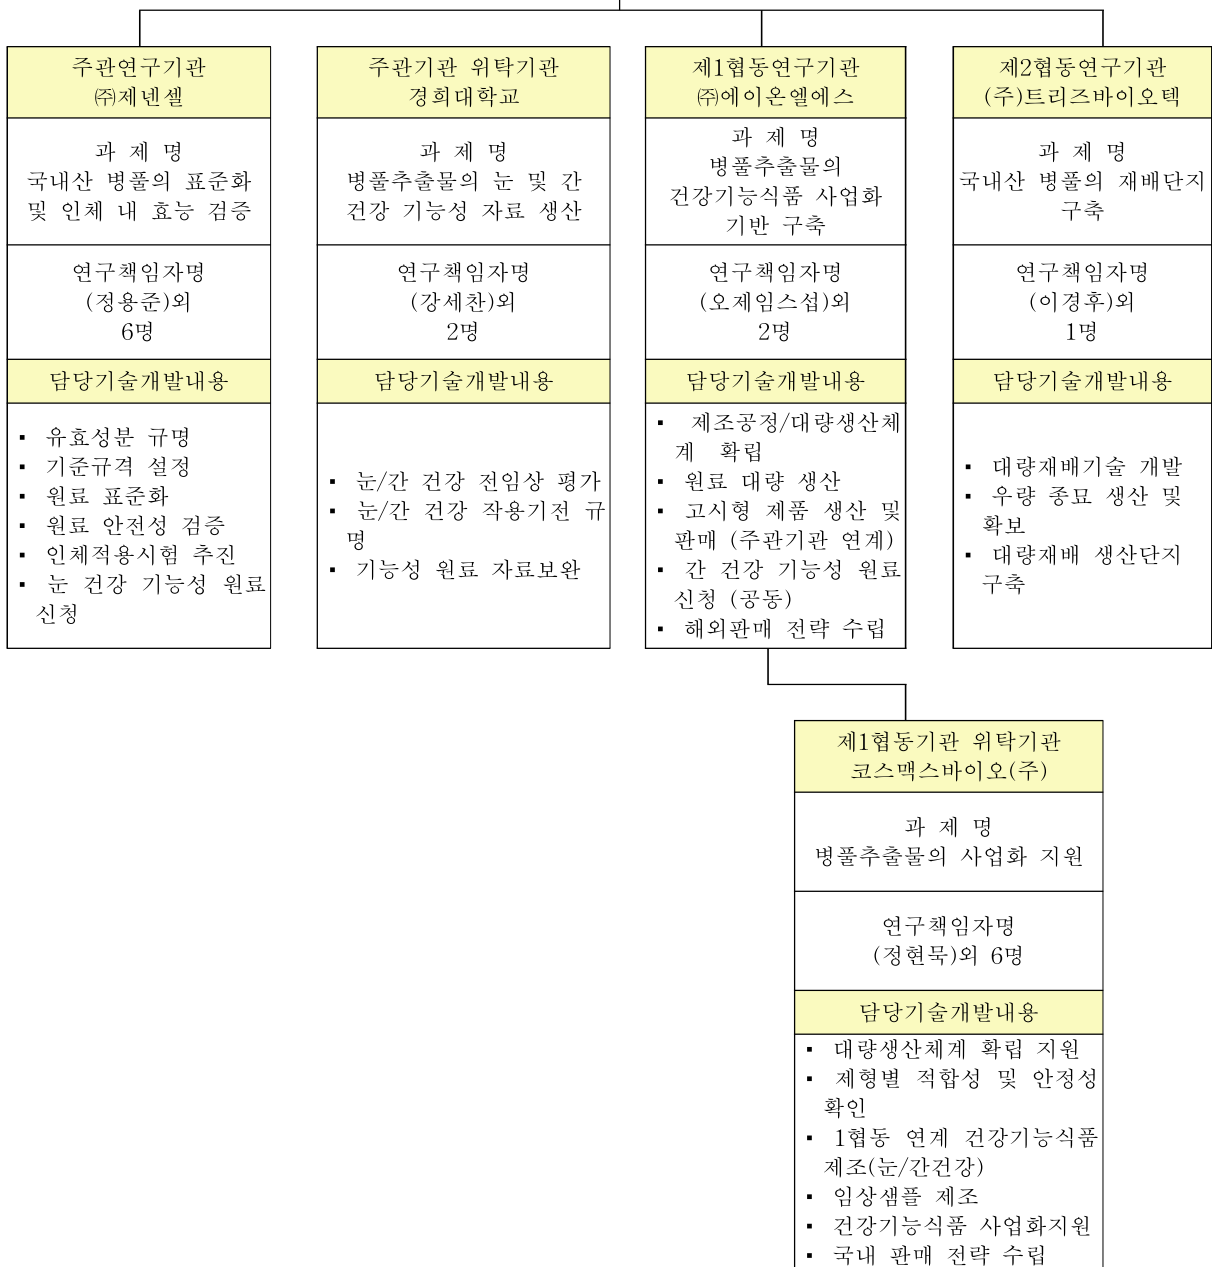 주관연구기관
㈜제넨셀
과 제 명
국내산 병풀의 표준화
및 인체 내 효능 검증
연구책임자명
(정용준)외
6명
담당기술개발내용
▪ 유효성분 규명
▪ 기준규격 설정
▪ 원료 표준화
▪ 원료 안전성 검증
▪ 인체적용시험 추진
▪ 눈 건강 기능성 원료
신청
주관기관 위탁기관
경희대학교
과 제 명
병풀추출물의 눈 및 간
건강 기능성 자료 생산
연구책임자명
(강세찬)외
2명
담당기술개발내용
▪ 눈/간 건강 전임상 평가
▪ 눈/간 건강 작용기전 규
명
▪ 기능성 원료 자료보완
제1협동연구기관
㈜에이온엘에스
과 제 명
병풀추출물의
건강기능식품 사업화
기반 구축
연구책임자명
(오제임스섭)외
2명
담당기술개발내용
▪ 제조공정/대량생산체
계 확립
▪ 원료 대량 생산
▪ 고시형 제품 생산 및
판매 (주관기관 연계)
▪ 간 건강 기능성 원료
신청 (공동)
▪ 해외판매 전략 수립
제2협동연구기관
(주)트리즈바이오텍
과 제 명
국내산 병풀의 재배단지
구축
연구책임자명
(이경후)외
1명
담당기술개발내용
▪ 대량재배기술 개발
▪ 우량 종묘 생산 및
확보
▪ 대량재배 생산단지
구축
제1협동기관 위탁기관
코스맥스바이오(주)
과 제 명
병풀추출물의 사업화 지원
연구책임자명
(정현묵)외 6명
담당기술개발내용
▪ 대량생산체계 확립 지원
▪ 제형별 적합성 및 안정성
확인
▪ 1협동 연계 건강기능식품
제조(눈/간건강)
▪ 임상샘플 제조
▪ 건강기능식품 사업화지원
▪ 국내 판매 전략 수립